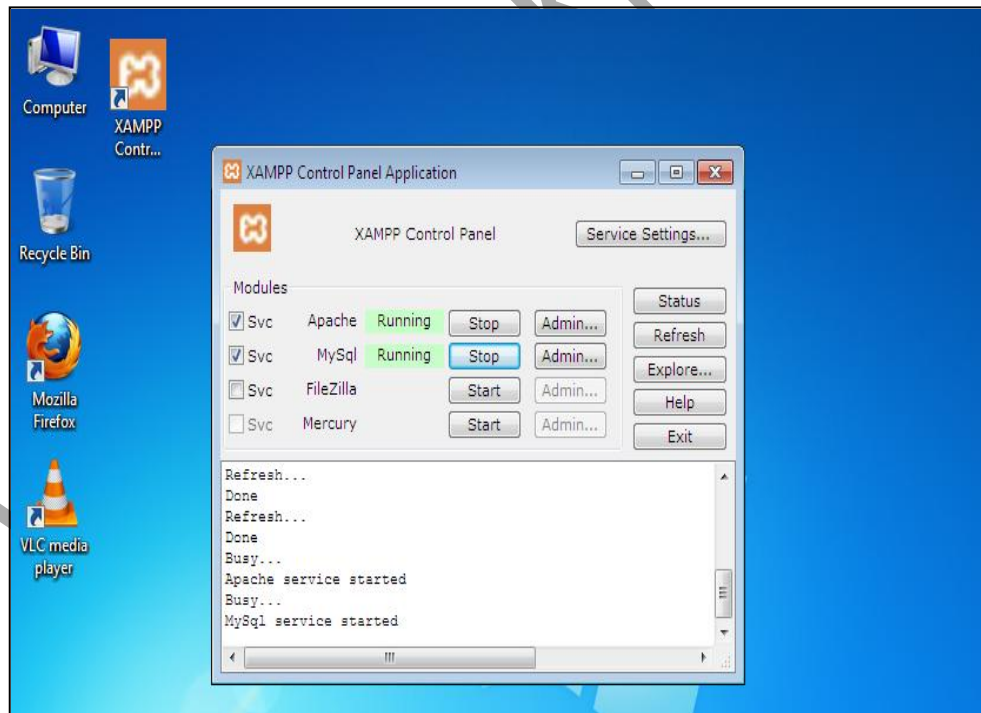 Computer
XAMPP
Contr...
Recycle Bin
Mozilla
Firefox
VLC media
player
XAMPP Control Panel Application
XAMPP Control Panel
Service Settings...
Modules
Svc Apache Running Stop Admin...
Svc MySql Running Stop Admin...
Svc FileZilla Start Admin...
Svc Mercury Start Admin...
Status
Refresh
Explore...
Help
Exit
Refresh...
Done
Refresh...
Done
Busy...
Apache service started
Busy...
MySql service started